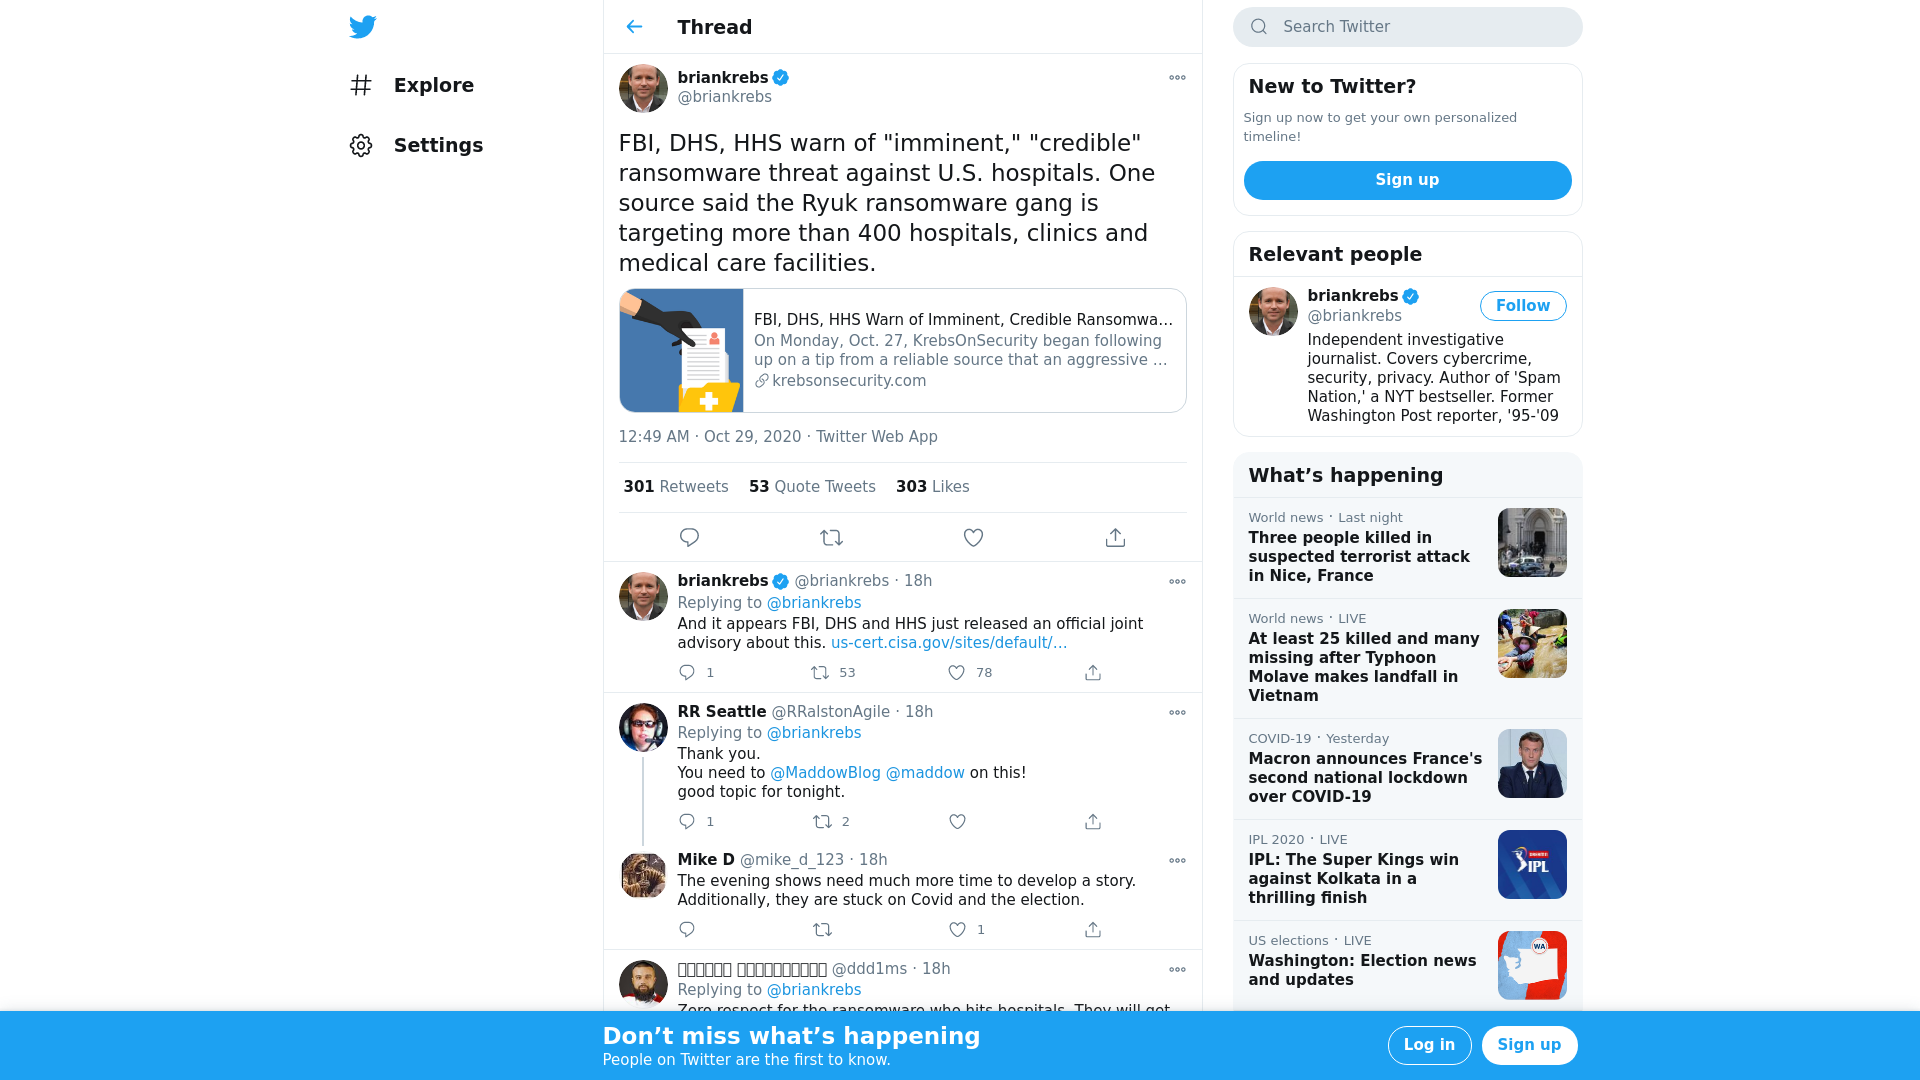 Explore
Settings
Thread
briankrebs
@briankrebs
FBI, DHS, HHS warn of "imminent," "credible"
ransomware threat against U.S. hospitals. One
source said the Ryuk ransomware gang is
targeting more than 400 hospitals, clinics and
medical care facilities.
FBI, DHS, HHS Warn of Imminent, Credible Ransomwa…
On Monday, Oct. 27, KrebsOnSecurity began following
up on a tip from a reliable source that an aggressive …
krebsonsecurity.com
12:49 AM · Oct 29, 2020 · Twitter Web App
301 Retweets 53 Quote Tweets 303 Likes
briankrebs @briankrebs · 18h
Replying to @briankrebs
And it appears FBI, DHS and HHS just released an official joint
advisory about this. us-cert.cisa.gov/sites/default/…
1 53 78
RR Seattle @RRalstonAgile · 18h
Replying to @briankrebs
Thank you.
You need to @MaddowBlog @maddow on this!
good topic for tonight.
1 2
Mike D @mike_d_123 · 18h
The evening shows need much more time to develop a story.
Additionally, they are stuck on Covid and the election.
1
@ddd1ms · 18h
Replying to @briankrebs
Zero respect for the ransomware who hits hospitals. They will get
Search Twitter
New to Twitter?
Sign up now to get your own personalized
timeline!
Sign up
Relevant people
briankrebs
@briankrebs
Follow
Independent investigative
journalist. Covers cybercrime,
security, privacy. Author of 'Spam
Nation,' a NYT bestseller. Former
Washington Post reporter, '95-'09
What's happening
World news · Last night
Three people killed in
suspected terrorist attack
in Nice, France
World news · LIVE
At least 25 killed and many
missing after Typhoon
Molave makes landfall in
Vietnam
COVID-19 · Yesterday
Macron announces France's
second national lockdown
over COVID-19
IPL 2020 · LIVE
IPL: The Super Kings win
against Kolkata in a
thrilling finish
IPL
US elections · LIVE
Washington: Election news
and updates
WA
Don't miss what's happening
People on Twitter are the first to know.
Log in
Sign up